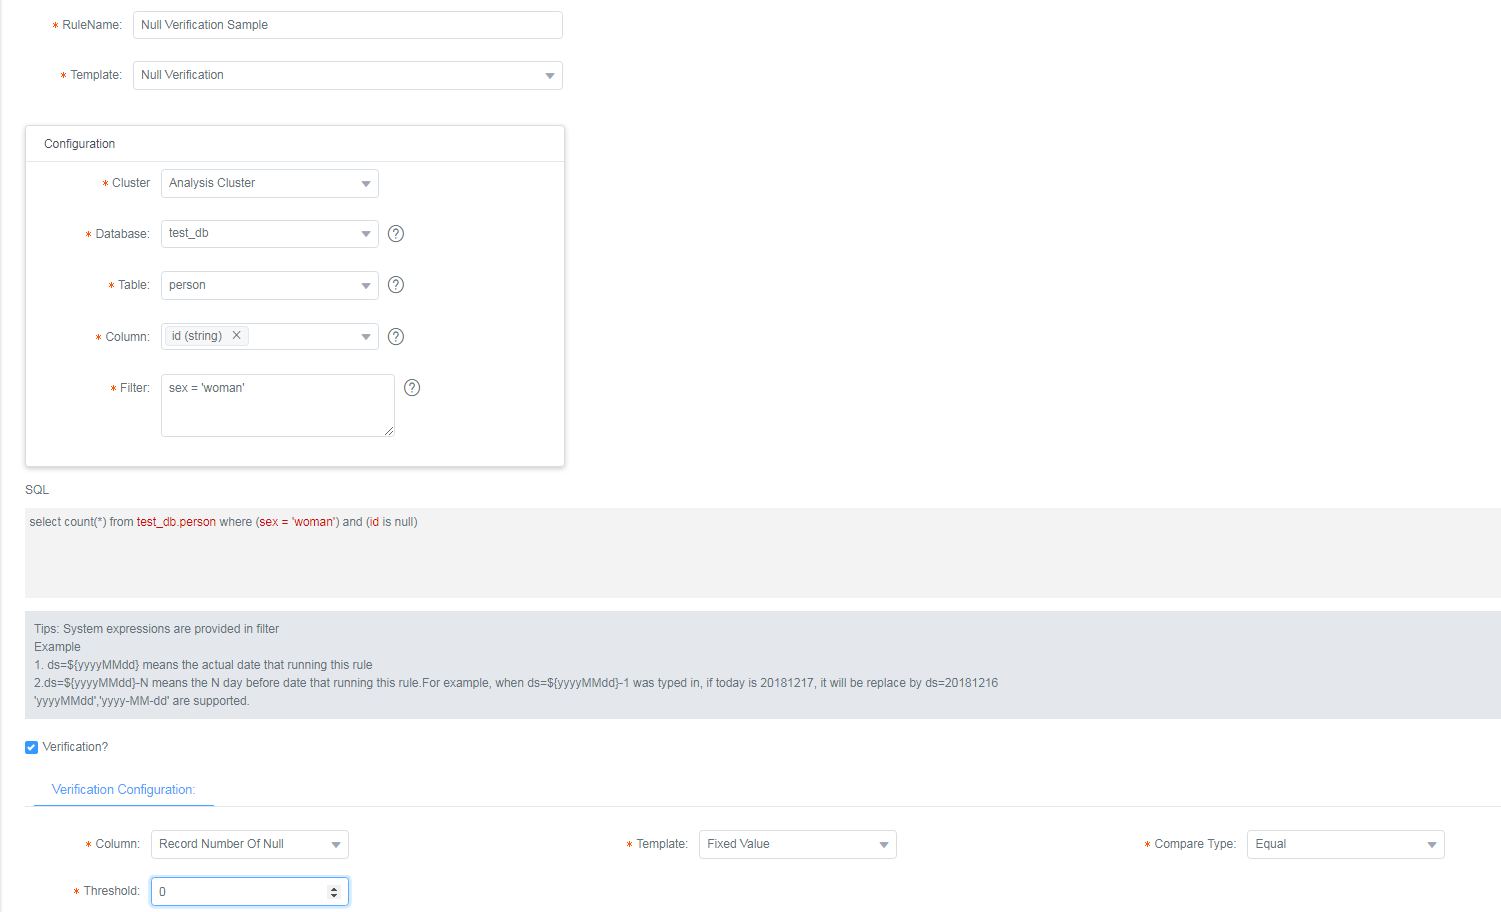 * RuleName: Null Verification Sample
* Template: Null Verification
Configuration
* Cluster Analysis Cluster
* Database: test_db ?
* Table: person ?
* Column: id (string) × ?
* Filter: sex = 'woman' ?
SQL
select count(*) from test_db.person where (sex = 'woman') and (id is null)
Tips: System expressions are provided in filter
Example
1. ds=${yyyyMMdd} means the actual date that running this rule
2.ds=${yyyyMMdd}-N means the N day before date that running this rule.For example, when ds=${yyyyMMdd}-1 was typed in, if today is 20181217, it will be replace by ds=20181216
'yyyyMMdd','yyyy-MM-dd' are supported.
Verification?
Verification Configuration:
* Column: Record Number Of Null * Template: Fixed Value * Compare Type: Equal
* Threshold: 0